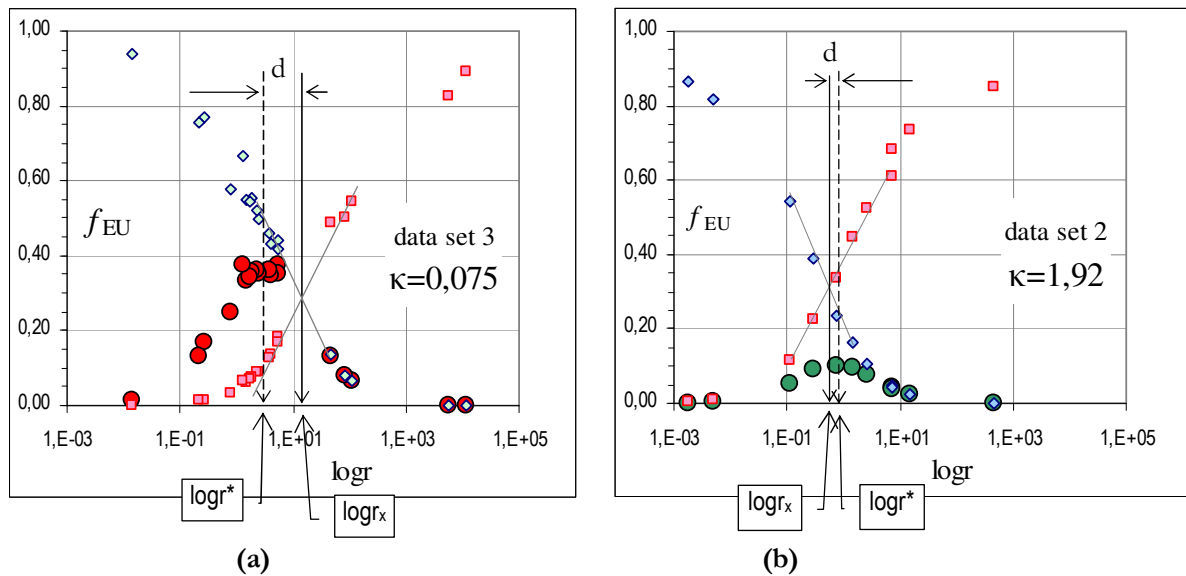 1,00
0,80
0,60
0,40
0,20
0,00
d
fEU
data set 3
κ=0,075
1,E-03 1,E-01 1,E+01 1,E+03 1,E+05
logr
logr*
logrx
(a)
1,00
0,80
0,60
0,40
0,20
0,00
d
fEU
data set 2
κ=1,92
1,E-03 1,E-01 1,E+01 1,E+03 1,E+05
logr
logrx
logr*
(b)